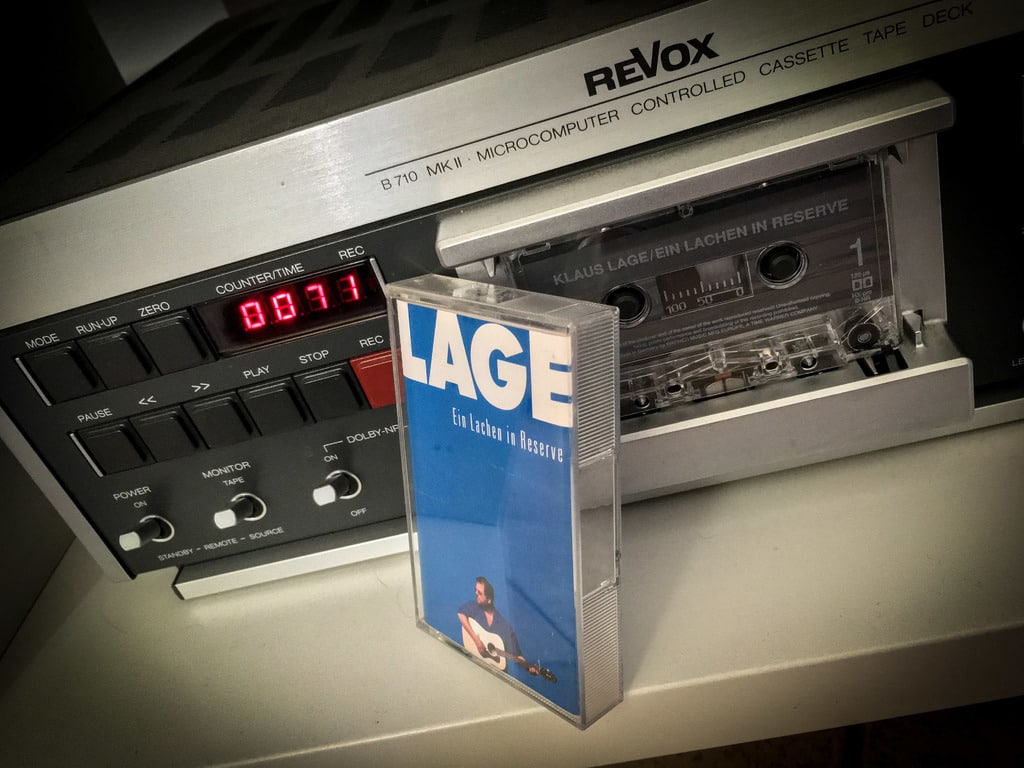 REVOX
B 710 MK II · MICROCOMPUTER CONTROLLED CASSETTE TAPE DECK
COUNTER/TIME REC
0071
MODE RUN-UP ZERO
PAUSE << >> PLAY STOP REC
POWER
ON
MONITOR
TAPE
DOLBY-NR
ON
OFF
STANDBY - REMOTE - SOURCE
KLAUS LAGE/EIN LACHEN IN RESERVE
1
100 50 0
LAGE
Ein Lachen in Reserve